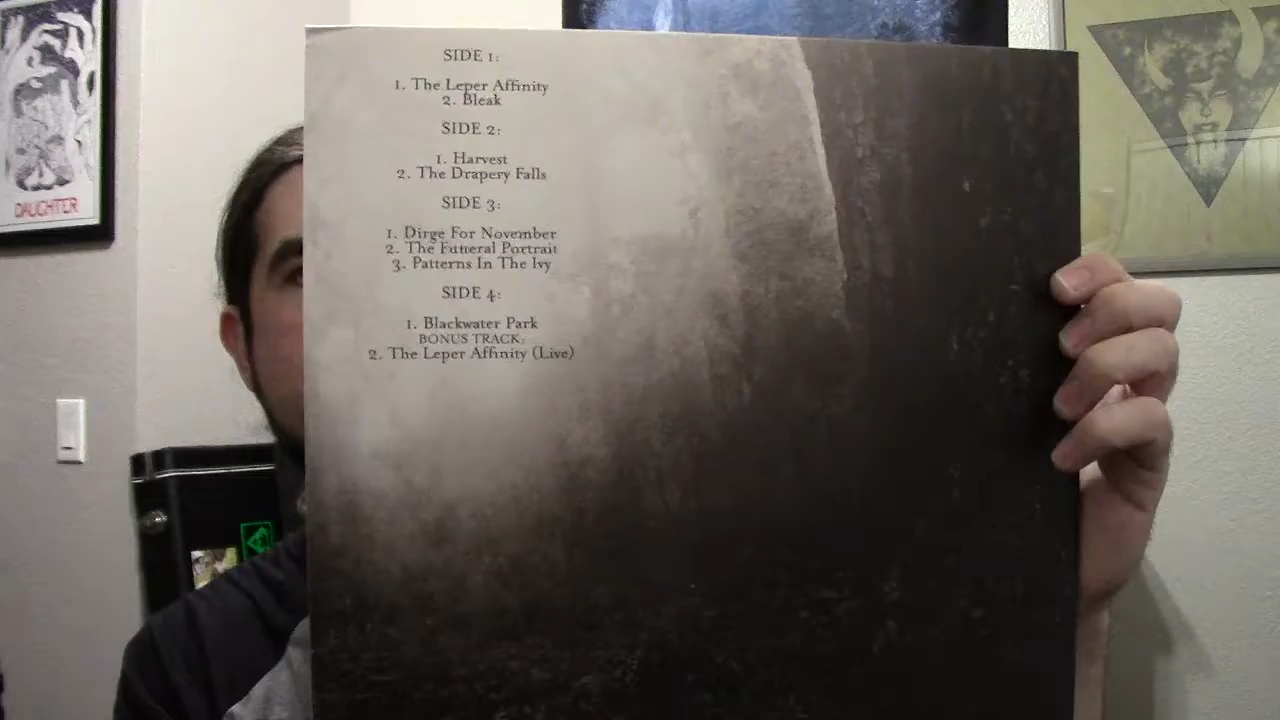 SIDE 1:
1. The Leper Affinity
2. Bleak
SIDE 2:
1. Harvest
2. The Drapery Falls
SIDE 3:
1. Dirge For November
2. The Funeral Portrait
3. Patterns In The Ivy
SIDE 4:
1. Blackwater Park
BONUS TRACK:
2. The Leper Affinity (Live)
DAUGHTER